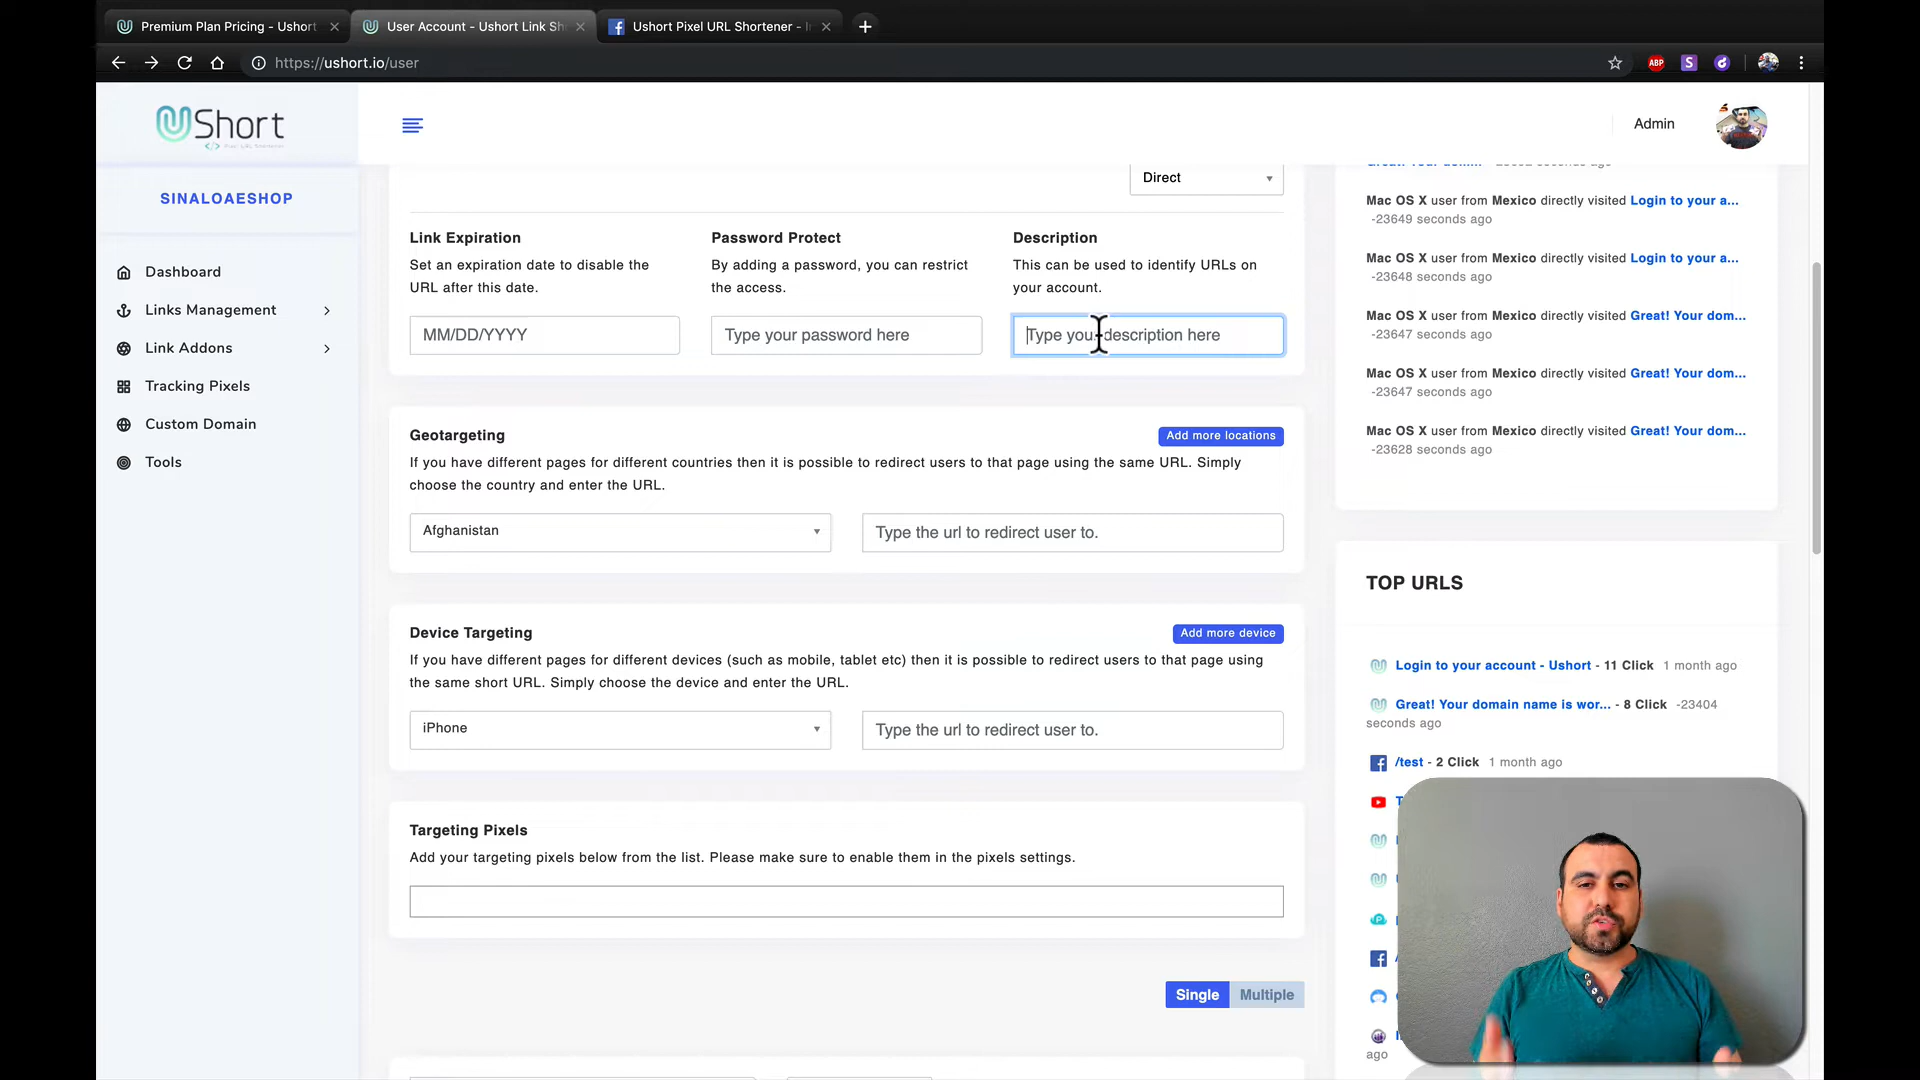 Premium Plan Pricing - Ushort
User Account - Ushort Link Sh
Ushort Pixel URL Shortener - I
https://ushort.io/user
ABP
S
UShort
Admin
SINALOAESHOP
Dashboard
Links Management
Link Addons
Tracking Pixels
Custom Domain
Tools
Direct
Link Expiration
Set an expiration date to disable the
URL after this date.
MM/DD/YYYY
Password Protect
By adding a password, you can restrict
the access.
Type your password here
Description
This can be used to identify URLs on
your account.
Type your description here
Geotargeting
Add more locations
If you have different pages for different countries then it is possible to redirect users to that page using the same URL. Simply
choose the country and enter the URL.
Afghanistan
Type the url to redirect user to.
Device Targeting
Add more device
If you have different pages for different devices (such as mobile, tablet etc) then it is possible to redirect users to that page using
the same short URL. Simply choose the device and enter the URL.
iPhone
Type the url to redirect user to.
Targeting Pixels
Add your targeting pixels below from the list. Please make sure to enable them in the pixels settings.
Single
Multiple
Mac OS X user from Mexico directly visited Login to your a...
-23649 seconds ago
Mac OS X user from Mexico directly visited Login to your a...
-23648 seconds ago
Mac OS X user from Mexico directly visited Great! Your dom...
-23647 seconds ago
Mac OS X user from Mexico directly visited Great! Your dom...
-23647 seconds ago
Mac OS X user from Mexico directly visited Great! Your dom...
-23628 seconds ago
TOP URLS
Login to your account - Ushort - 11 Click 1 month ago
Great! Your domain name is wor... - 8 Click -23404
seconds ago
/test - 2 Click 1 month ago
ago